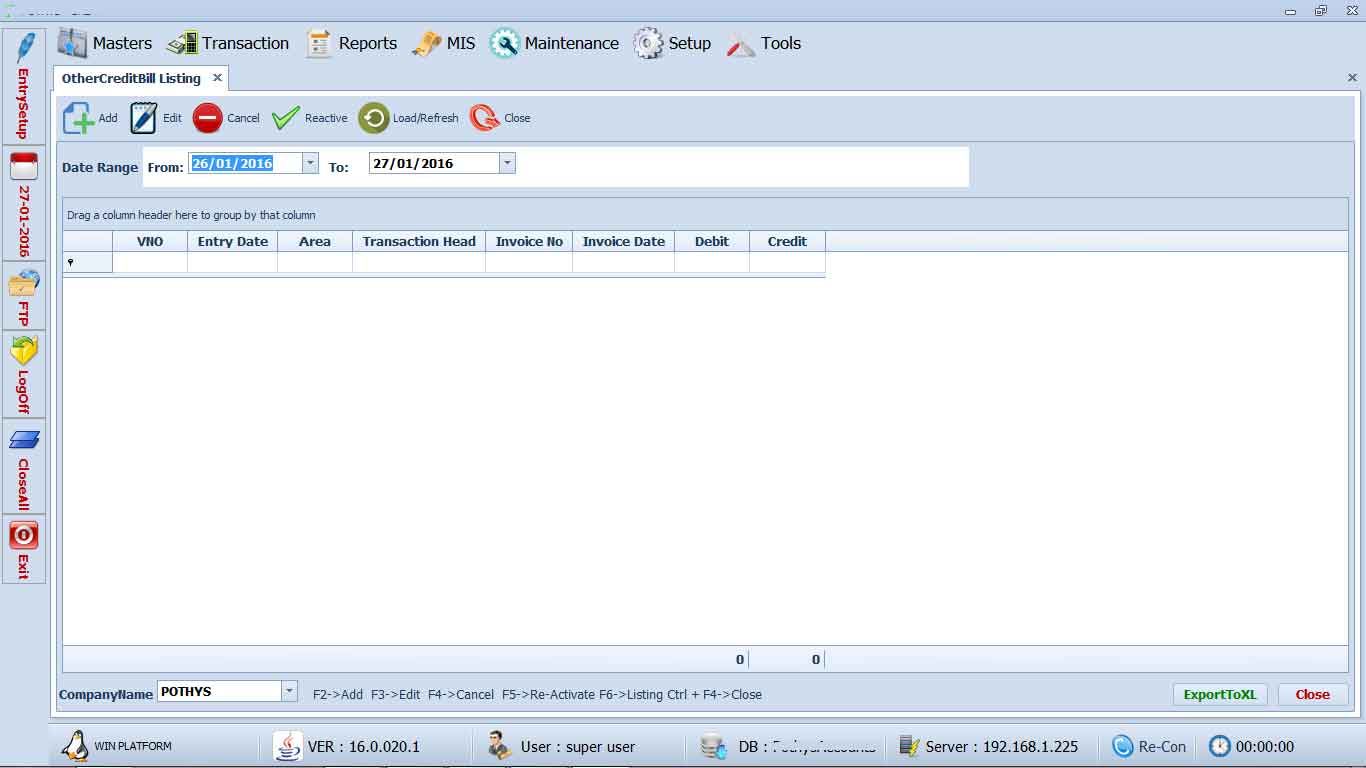 Masters Transaction Reports MIS Maintenance Setup Tools
EntrySetup
27-01-2016
FTP
LogOff
CloseAll
Exit
OtherCreditBill Listing
Add Edit Cancel Reactive Load/Refresh Close
Date Range From: 26/01/2016 To: 27/01/2016
Drag a column header here to group by that column
VNO Entry Date Area Transaction Head Invoice No Invoice Date Debit Credit
0 0
CompanyName POTHYS F2->Add F3->Edit F4->Cancel F5->Re-Activate F6->Listing Ctrl + F4->Close ExportToXL Close
WIN PLATFORM VER : 16.0.020.1 User : super user DB : Server : 192.168.1.225 Re-Con 00:00:00